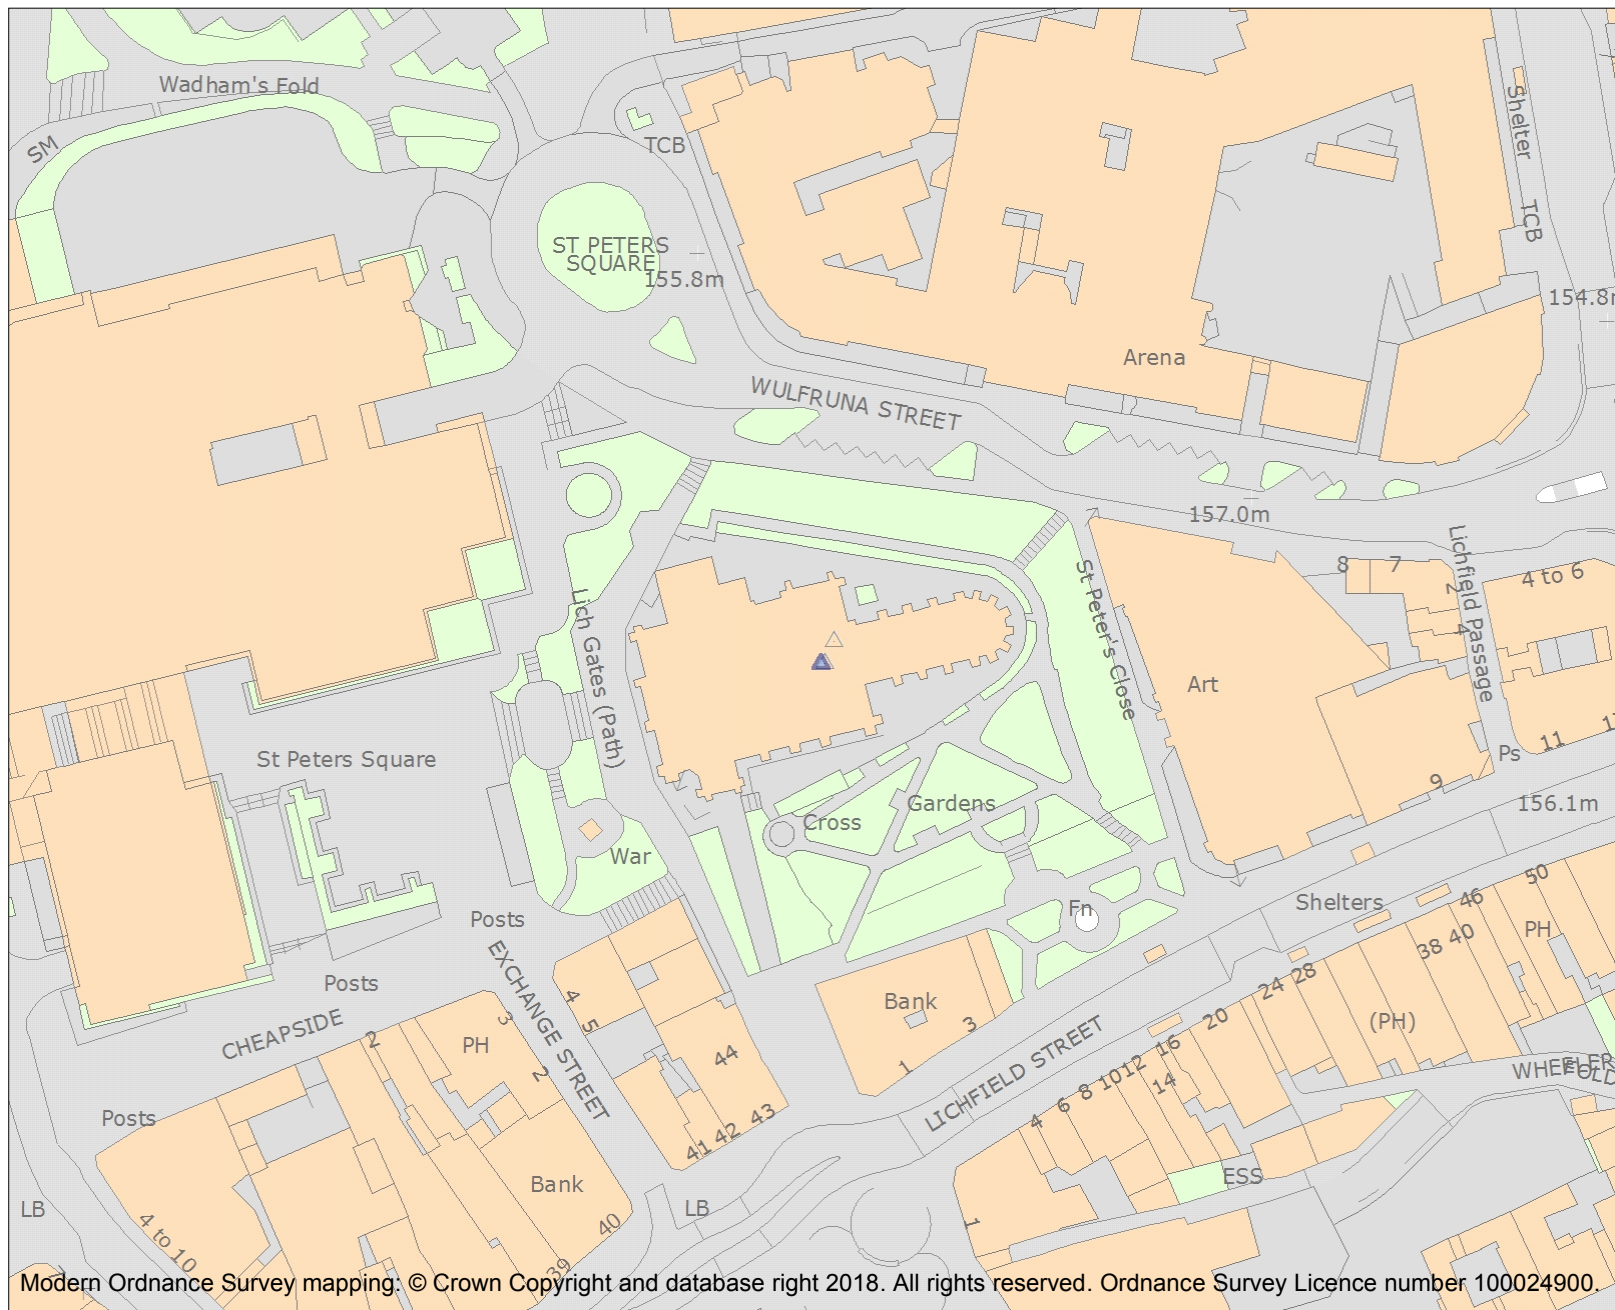 Wadham's Fold
SM
TCB
Shelter
TCB
ST PETERS
SQUARE
155.8m
154.8m
Arena
WULFRUNA STREET
157.0m
Lichfield Passage
8
7
2
4
4 to 6
Lich Gates (Path)
St Peter's Close
Art
St Peters Square
11
Ps
9
156.1m
Gardens
Cross
War
Posts
Fn
Shelters
50
46
PH
38 40
Posts
EXCHANGE STREET
4
5
Bank
3
1
24 28
20
(PH)
CHEAPSIDE
2
3
PH
2
44
LICHFIELD STREET
16
14
10 12
8
6
4
WHEELER
FOLD
Posts
41 42 43
Bank
ESS
LB
LB
4 to 10
40
39
1
Modern Ordnance Survey mapping: © Crown Copyright and database right 2018. All rights reserved. Ordnance Survey Licence number 100024900.